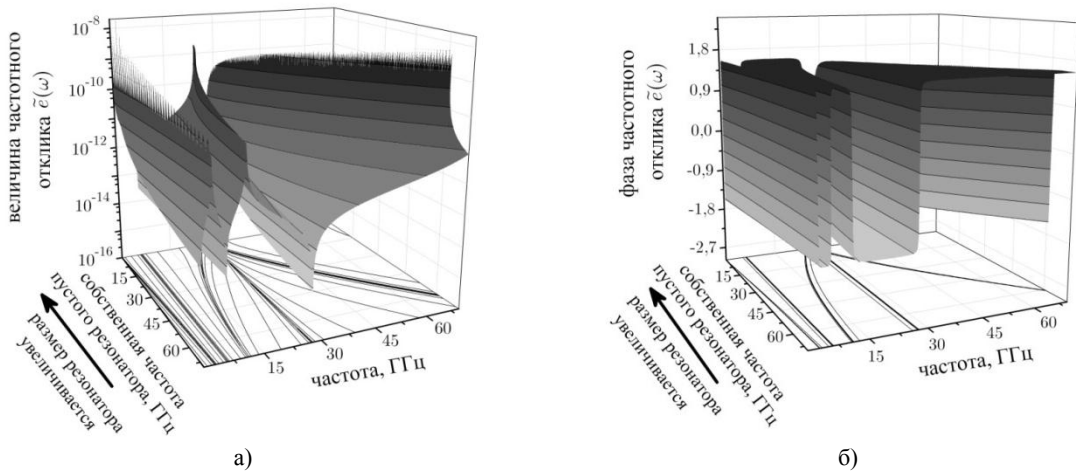 величина частотного
отклика ẽ(ω)
10⁻⁸
10⁻¹⁰
10⁻¹²
10⁻¹⁴
10⁻¹⁶
15
30
45
60
собственная частота
пустого резонатора, ГГц
размер резонатора
увеличивается
15
30
45
60
частота, ГГц
а)
фаза частотного
отклика ẽ(ω)
1,8
0,9
0,0
-0,9
-1,8
-2,7
15
30
45
60
собственная частота
пустого резонатора, ГГц
размер резонатора
увеличивается
15
30
45
60
частота, ГГц
б)